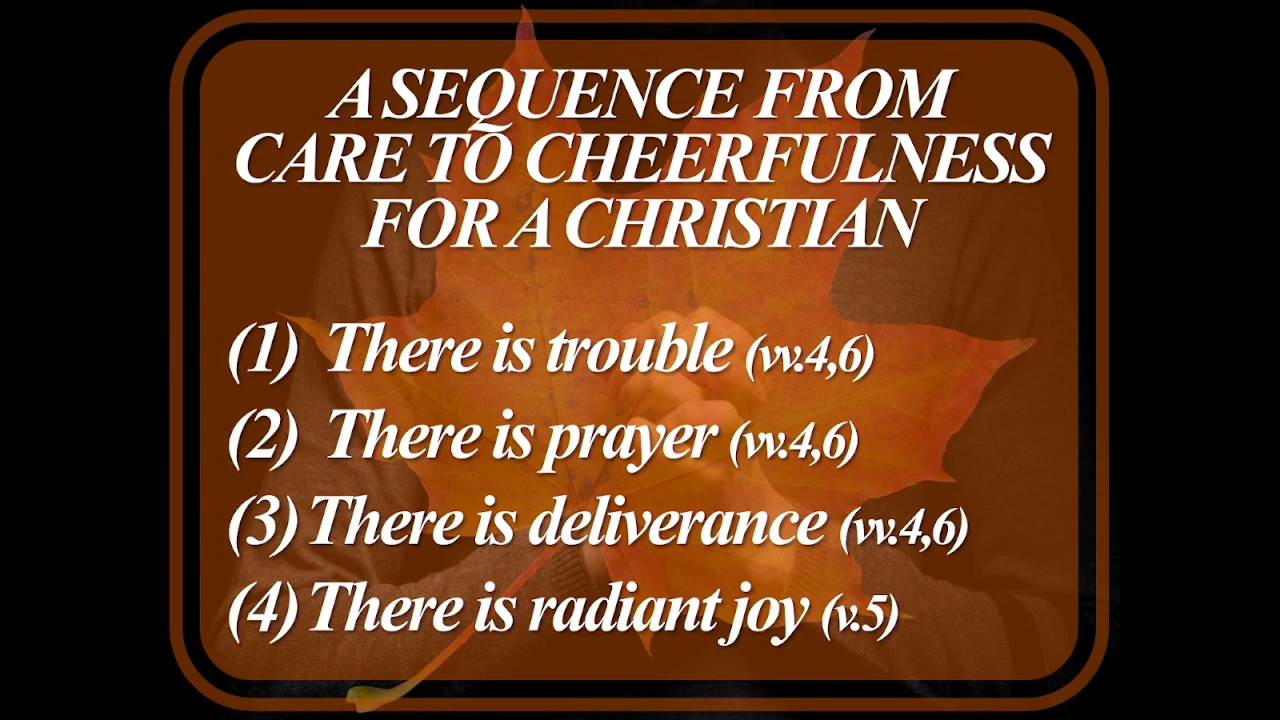 A SEQUENCE FROM
CARE TO CHEERFULNESS
FOR A CHRISTIAN
(1) There is trouble (vv.4,6)
(2) There is prayer (vv.4,6)
(3) There is deliverance (vv.4,6)
(4) There is radiant joy (v.5)